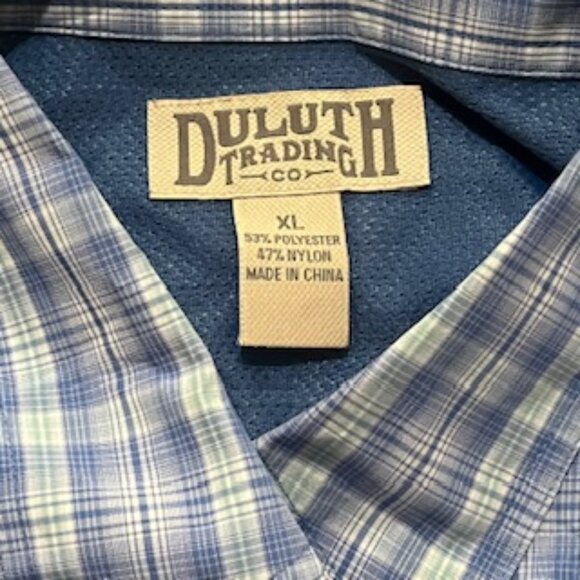 DULUTH
TRADING
CO
XL
53% POLYESTER
47% NYLON
MADE IN CHINA